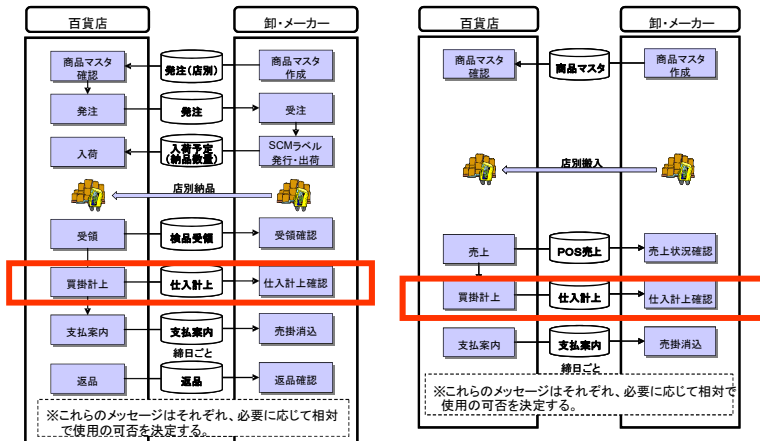 百貨店
卸・メーカー
商品マスタ
確認
発注(店別)
商品マスタ
作成
発注
発注
受注
入荷
入荷予定
(納品数量)
SCMラベル
発行・出荷
店別納品
受領
検品受領
受領確認
買掛計上
仕入計上
仕入計上確認
支払案内
支払案内
売掛消込
締日ごと
返品
返品
返品確認
※これらのメッセージはそれぞれ、必要に応じて相対
で使用の可否を決定する。
百貨店
卸・メーカー
商品マスタ
確認
商品マスタ
商品マスタ
作成
店別搬入
売上
POS売上
売上状況確認
買掛計上
仕入計上
仕入計上確認
支払案内
支払案内
売掛消込
締日ごと
※これらのメッセージはそれぞれ、必要に応じて相対で
使用の可否を決定する。